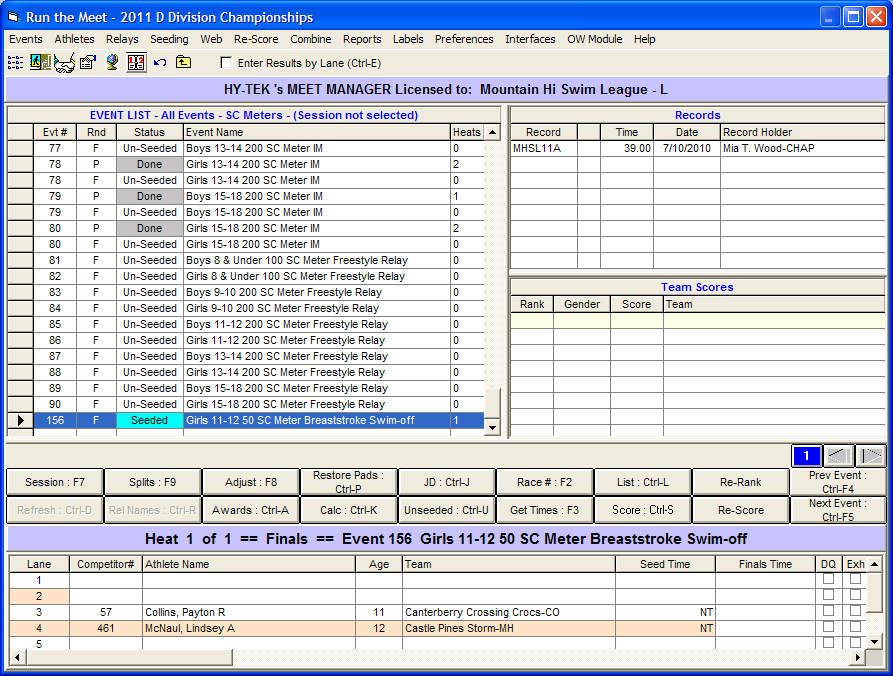 Run the Meet - 2011 D Division Championships
Events Athletes Relays Seeding Web Re-Score Combine Reports Labels Preferences Interfaces OW Module Help
Enter Results by Lane (Ctrl-E)
HY-TEK 's MEET MANAGER Licensed to: Mountain Hi Swim League - L
EVENT LIST - All Events - SC Meters - (Session not selected)
Evt # Rnd Status Event Name Heats
77 F Un-Seeded Boys 13-14 200 SC Meter IM 0
78 P Done Girls 13-14 200 SC Meter IM 2
78 F Un-Seeded Girls 13-14 200 SC Meter IM 0
79 P Done Boys 15-18 200 SC Meter IM 1
79 F Un-Seeded Boys 15-18 200 SC Meter IM 0
80 P Done Girls 15-18 200 SC Meter IM 2
80 F Un-Seeded Girls 15-18 200 SC Meter IM 0
81 F Un-Seeded Boys 8 & Under 100 SC Meter Freestyle Relay 0
82 F Un-Seeded Girls 8 & Under 100 SC Meter Freestyle Relay 0
83 F Un-Seeded Boys 9-10 200 SC Meter Freestyle Relay 0
84 F Un-Seeded Girls 9-10 200 SC Meter Freestyle Relay 0
85 F Un-Seeded Boys 11-12 200 SC Meter Freestyle Relay 0
86 F Un-Seeded Girls 11-12 200 SC Meter Freestyle Relay 0
87 F Un-Seeded Boys 13-14 200 SC Meter Freestyle Relay 0
88 F Un-Seeded Girls 13-14 200 SC Meter Freestyle Relay 0
89 F Un-Seeded Boys 15-18 200 SC Meter Freestyle Relay 0
90 F Un-Seeded Girls 15-18 200 SC Meter Freestyle Relay 0
156 F Seeded Girls 11-12 50 SC Meter Breaststroke Swim-off 1
Records
Record Time Date Record Holder
MHSL11A 39.00 7/10/2010 Mia T. Wood-CHAP
Team Scores
Rank Gender Score Team
1
Session : F7 Splits : F9 Adjust : F8 Restore Pads : Ctrl-P JD : Ctrl-J Race # : F2 List : Ctrl-L Re-Rank Prev Event : Ctrl-F4
Refresh : Ctrl-D Rel Names : Ctrl-R Awards : Ctrl-A Calc : Ctrl-K Unseeded : Ctrl-U Get Times : F3 Score : Ctrl-S Re-Score Next Event : Ctrl-F5
Heat 1 of 1 == Finals == Event 156 Girls 11-12 50 SC Meter Breaststroke Swim-off
Lane Competitor# Athlete Name Age Team Seed Time Finals Time DQ Exh
1
2
3 57 Collins, Payton R 11 Canterberry Crossing Crocs-CO NT
4 461 McNaul, Lindsey A 12 Castle Pines Storm-MH NT
5